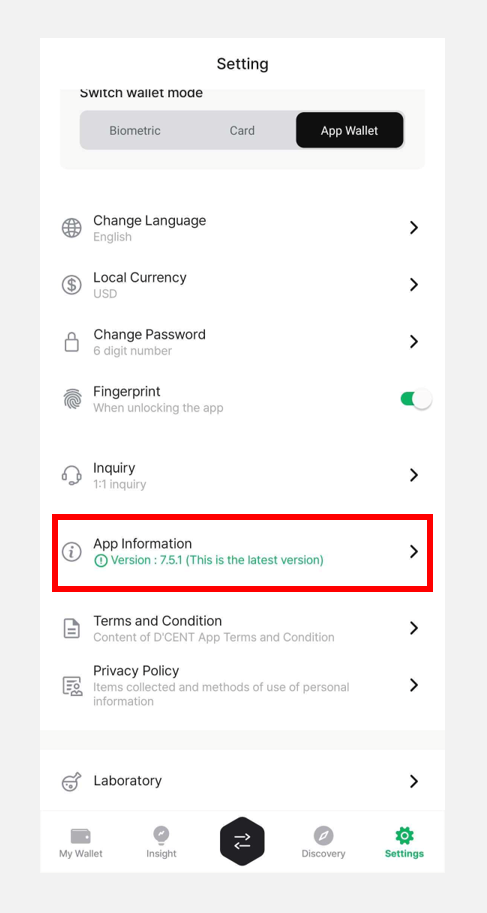 Setting
Switch wallet mode
Biometric Card App Wallet
Change Language
English
Local Currency
USD
Change Password
6 digit number
Fingerprint
When unlocking the app
Inquiry
1:1 inquiry
App Information
Version : 7.5.1 (This is the latest version)
Terms and Condition
Content of D'CENT App Terms and Condition
Privacy Policy
Items collected and methods of use of personal
information
Laboratory
My Wallet Insight Discovery Settings